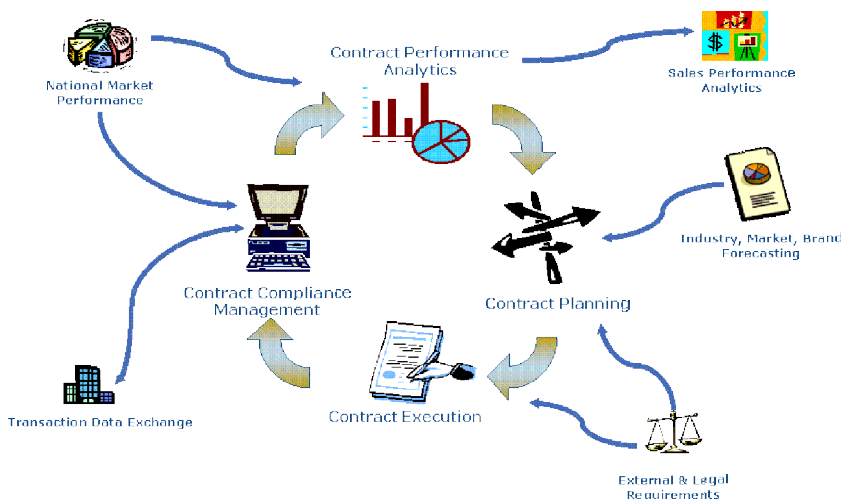 Contract Performance
Analytics
Sales Performance
Analytics
National Market
Performance
Industry, Market, Brand
Forecasting
Contract Compliance
Management
Contract Planning
Contract Execution
Transaction Data Exchange
External & Legal
Requirements